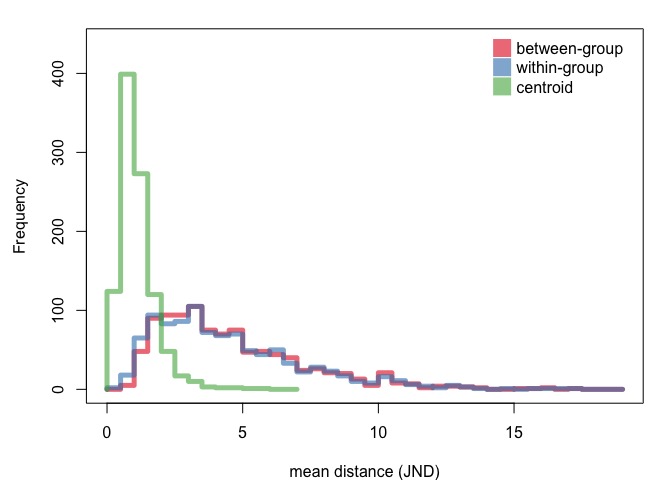 between-group
within-group
centroid
400
300
200
100
0
Frequency
0 5 10 15
mean distance (JND)